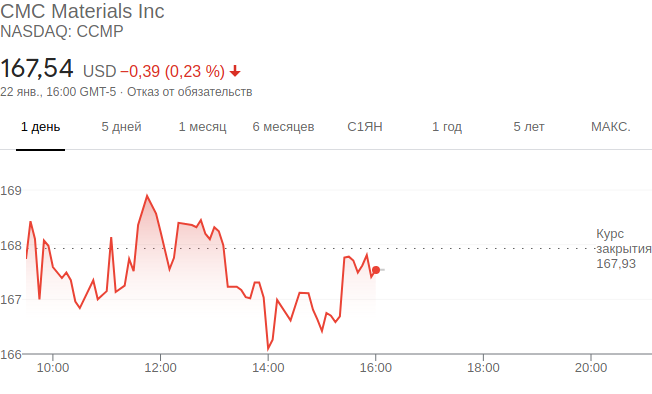 CMC Materials Inc
NASDAQ: CCMP
167,54 USD −0,39 (0,23 %)
22 янв., 16:00 GMT-5 · Отказ от обязательств
1 день 5 дней 1 месяц 6 месяцев С1ЯН 1 год 5 лет МАКС.
169
168
167
166
Курс
закрытия
167,93
10:00 12:00 14:00 16:00 18:00 20:00